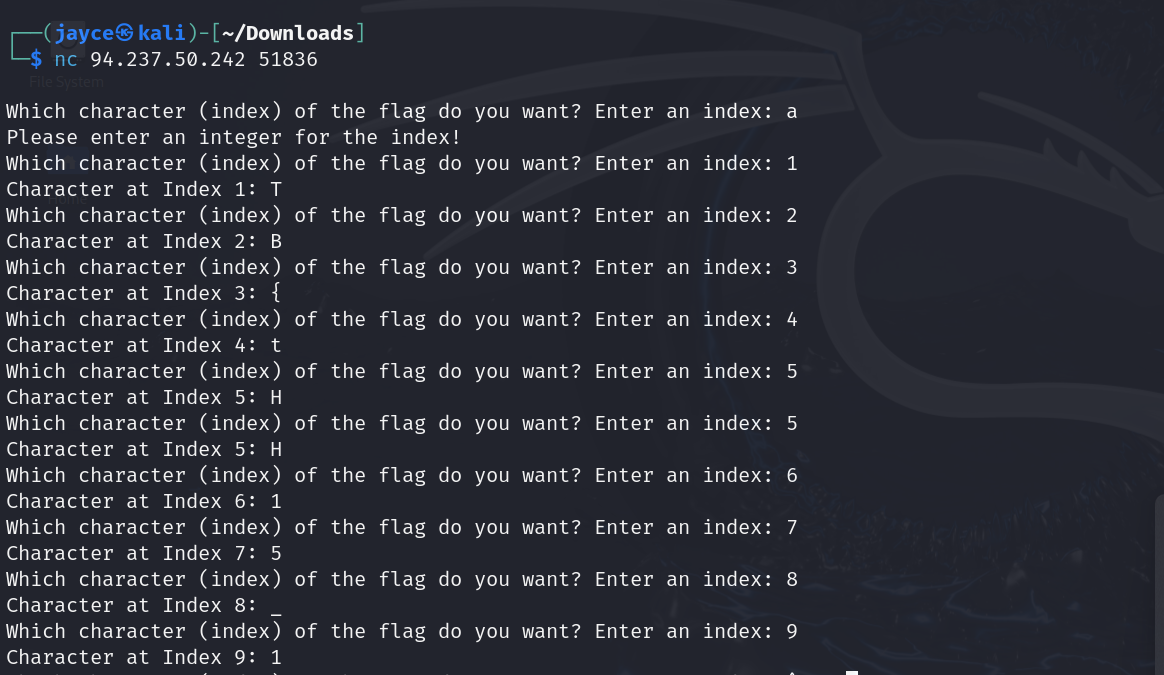 ┌──(jayce㉿kali)-[~/Downloads]
└─$ nc 94.237.50.242 51836
File System
Which character (index) of the flag do you want? Enter an index: a
Please enter an integer for the index!
Which character (index) of the flag do you want? Enter an index: 1
Character at Index 1: T
Which character (index) of the flag do you want? Enter an index: 2
Character at Index 2: B
Which character (index) of the flag do you want? Enter an index: 3
Character at Index 3: {
Which character (index) of the flag do you want? Enter an index: 4
Character at Index 4: t
Which character (index) of the flag do you want? Enter an index: 5
Character at Index 5: H
Which character (index) of the flag do you want? Enter an index: 5
Character at Index 5: H
Which character (index) of the flag do you want? Enter an index: 6
Character at Index 6: 1
Which character (index) of the flag do you want? Enter an index: 7
Character at Index 7: 5
Which character (index) of the flag do you want? Enter an index: 8
Character at Index 8: _
Which character (index) of the flag do you want? Enter an index: 9
Character at Index 9: 1